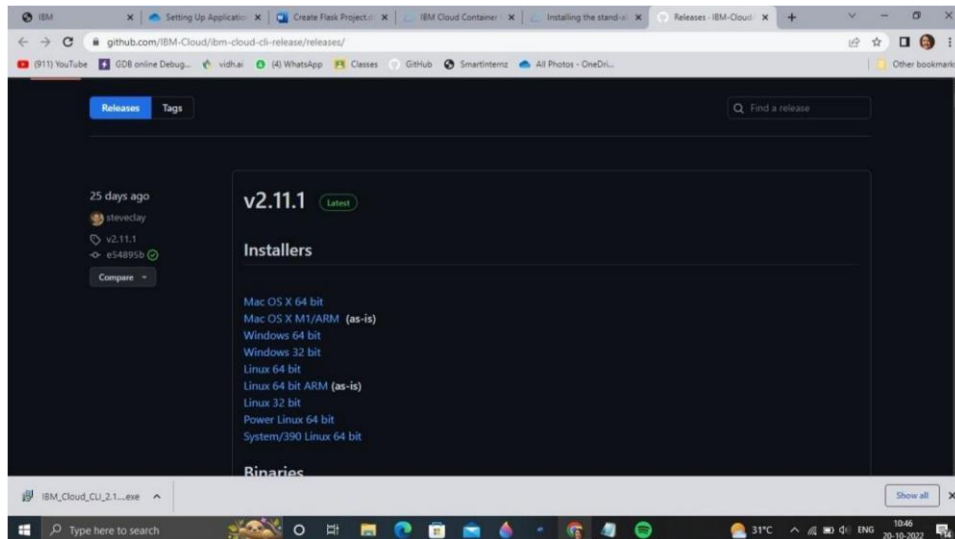 IBM
Setting Up Applicatio
Create Flask Project.d
IBM Cloud Container
Installing the stand-al
Releases · IBM-Cloud
github.com/IBM-Cloud/ibm-cloud-cli-release/releases/
(911) YouTube
GDB online Debug...
vidh.ai
(4) WhatsApp
Classes
GitHub
Smartinternz
All Photos - OneDri...
Other bookmark
Releases
Tags
Find a release
25 days ago
steveclay
v2.11.1
e54895b
Compare
v2.11.1
Latest
Installers
Mac OS X 64 bit
Mac OS X M1/ARM (as-is)
Windows 64 bit
Windows 32 bit
Linux 64 bit
Linux 64 bit ARM (as-is)
Linux 32 bit
Power Linux 64 bit
System/390 Linux 64 bit
Binaries
IBM_Cloud_CLI_2.1....exe
Show all
Type here to search
31°C
ENG
10:46
20-10-2022